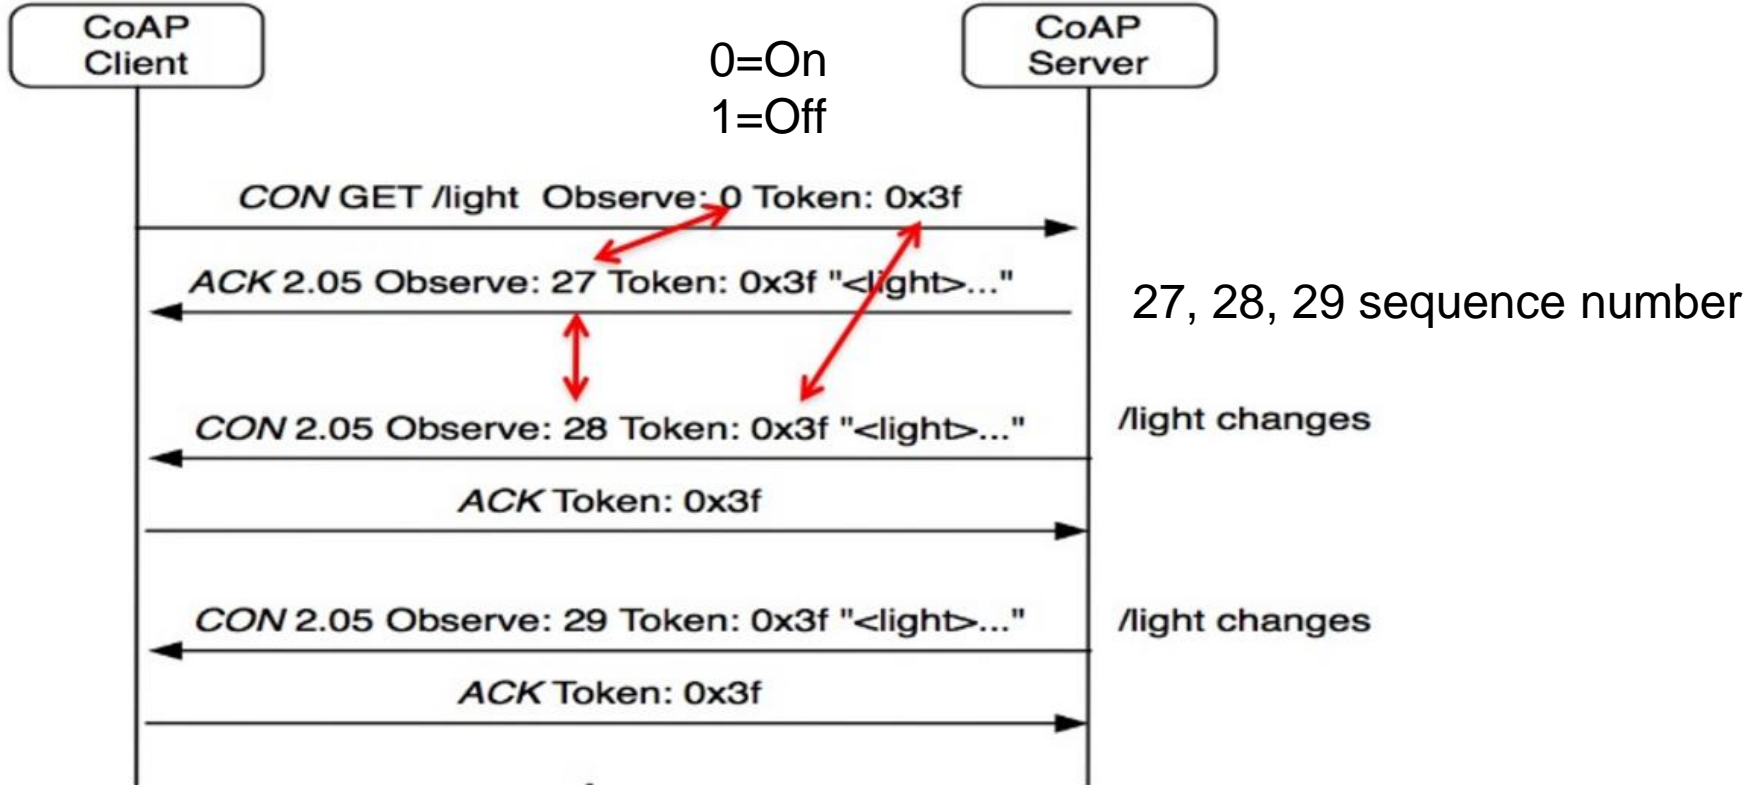 CoAP
Client
0=On
1=Off
CoAP
Server
CON GET /light Observe: 0 Token: 0x3f
ACK 2.05 Observe: 27 Token: 0x3f "<light>..."
27, 28, 29 sequence number
CON 2.05 Observe: 28 Token: 0x3f "<light>..."
/light changes
ACK Token: 0x3f
CON 2.05 Observe: 29 Token: 0x3f "<light>..."
/light changes
ACK Token: 0x3f